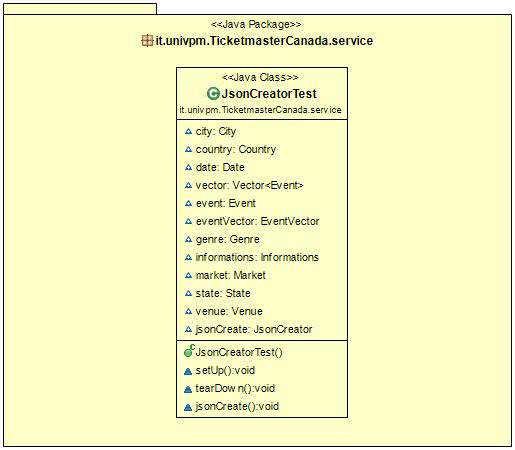 <<Java Package>>
it.univpm.TicketmasterCanada.service
<<Java Class>>
JsonCreatorTest
it.univpm.TicketmasterCanada.service
city: City
country: Country
date: Date
vector: Vector<Event>
event: Event
eventVector: EventVector
genre: Genre
informations: Informations
market: Market
state: State
venue: Venue
jsonCreate: JsonCreator
JsonCreatorTest()
setUp():void
tearDown():void
jsonCreate():void